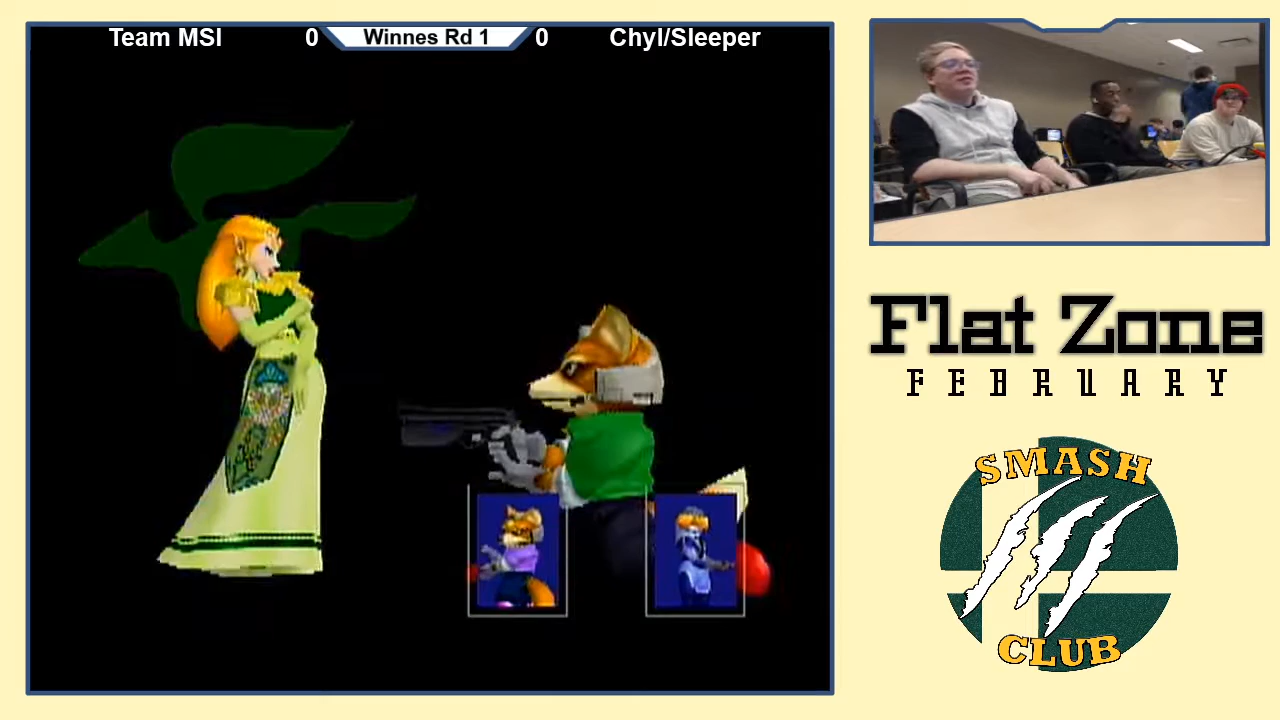 Team MSI 0 Winnes Rd 1 0 Chyl/Sleeper
Flat Zone
FEBRUARY
SMASH
CLUB